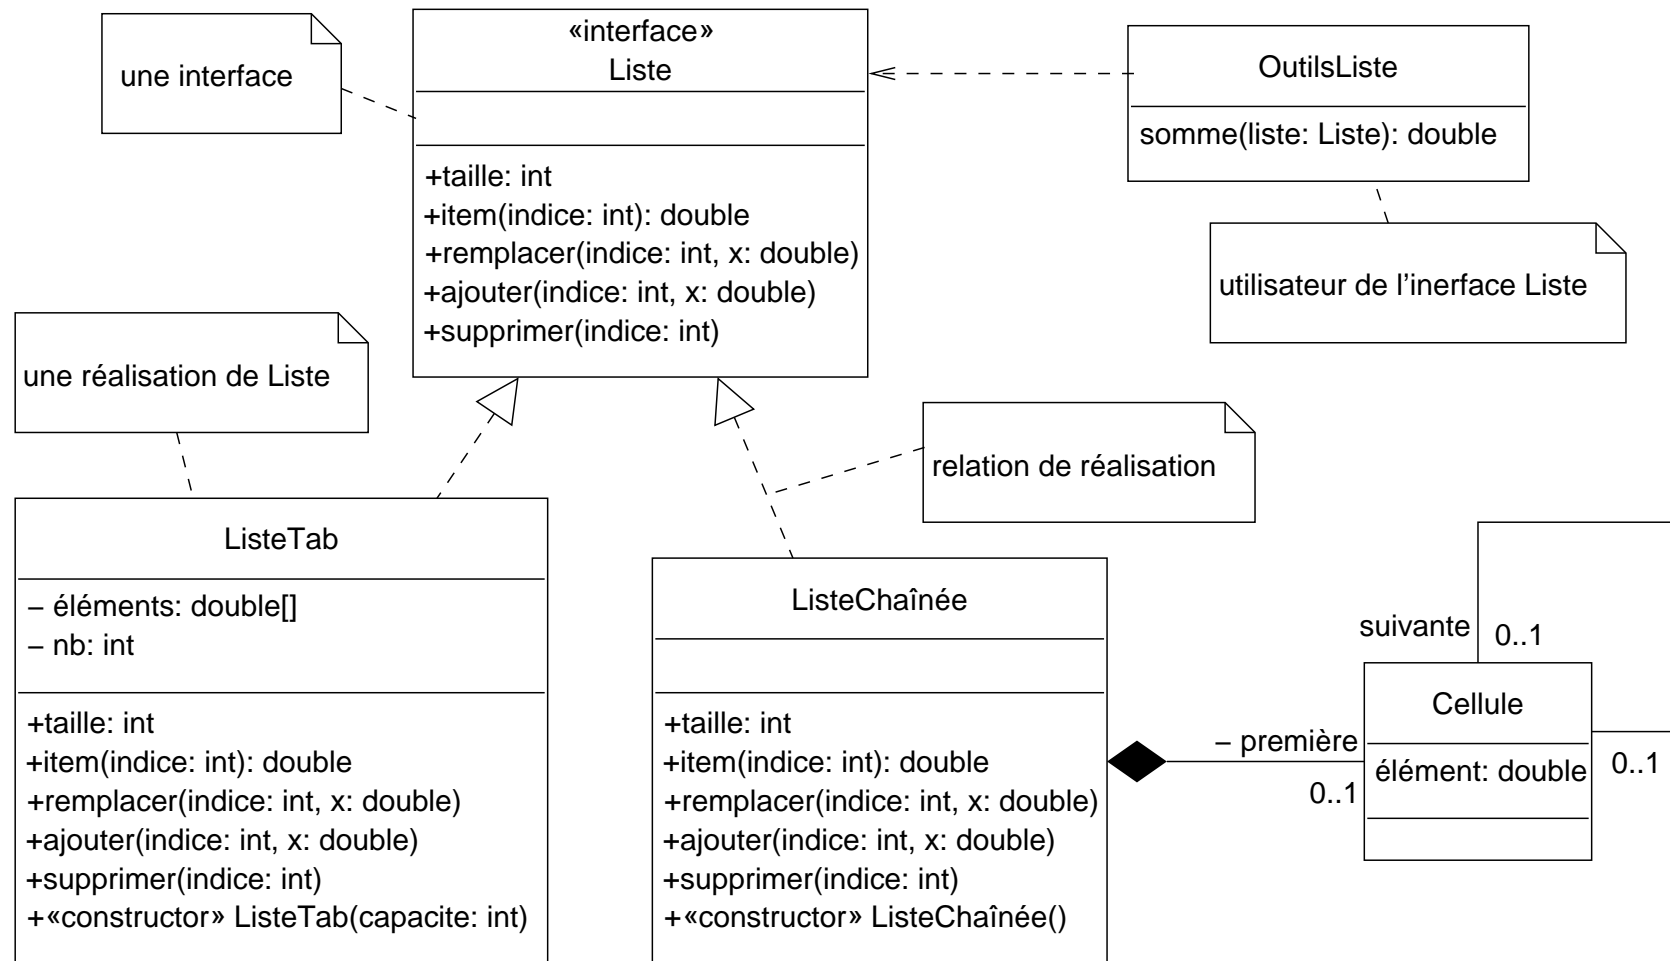 une interface
«interface»
Liste
+taille: int
+item(indice: int): double
+remplacer(indice: int, x: double)
+ajouter(indice: int, x: double)
+supprimer(indice: int)
OutilsListe
somme(liste: Liste): double
utilisateur de l'inerface Liste
une réalisation de Liste
relation de réalisation
ListeTab
– éléments: double[]
– nb: int
+taille: int
+item(indice: int): double
+remplacer(indice: int, x: double)
+ajouter(indice: int, x: double)
+supprimer(indice: int)
+«constructor» ListeTab(capacite: int)
ListeChaînée
+taille: int
+item(indice: int): double
+remplacer(indice: int, x: double)
+ajouter(indice: int, x: double)
+supprimer(indice: int)
+«constructor» ListeChaînée()
– première
0..1
suivante
0..1
Cellule
élément: double
0..1